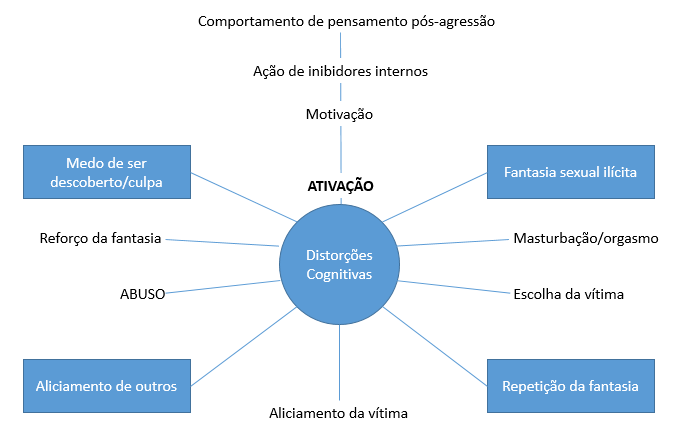 Comportamento de pensamento pós-agressão
Ação de inibidores internos
Motivação
Medo de ser
descoberto/culpa
Fantasia sexual ilícita
ATIVAÇÃO
Reforço da fantasia
Masturbação/orgasmo
Distorções
Cognitivas
ABUSO
Escolha da vítima
Aliciamento de outros
Repetição da fantasia
Aliciamento da vítima